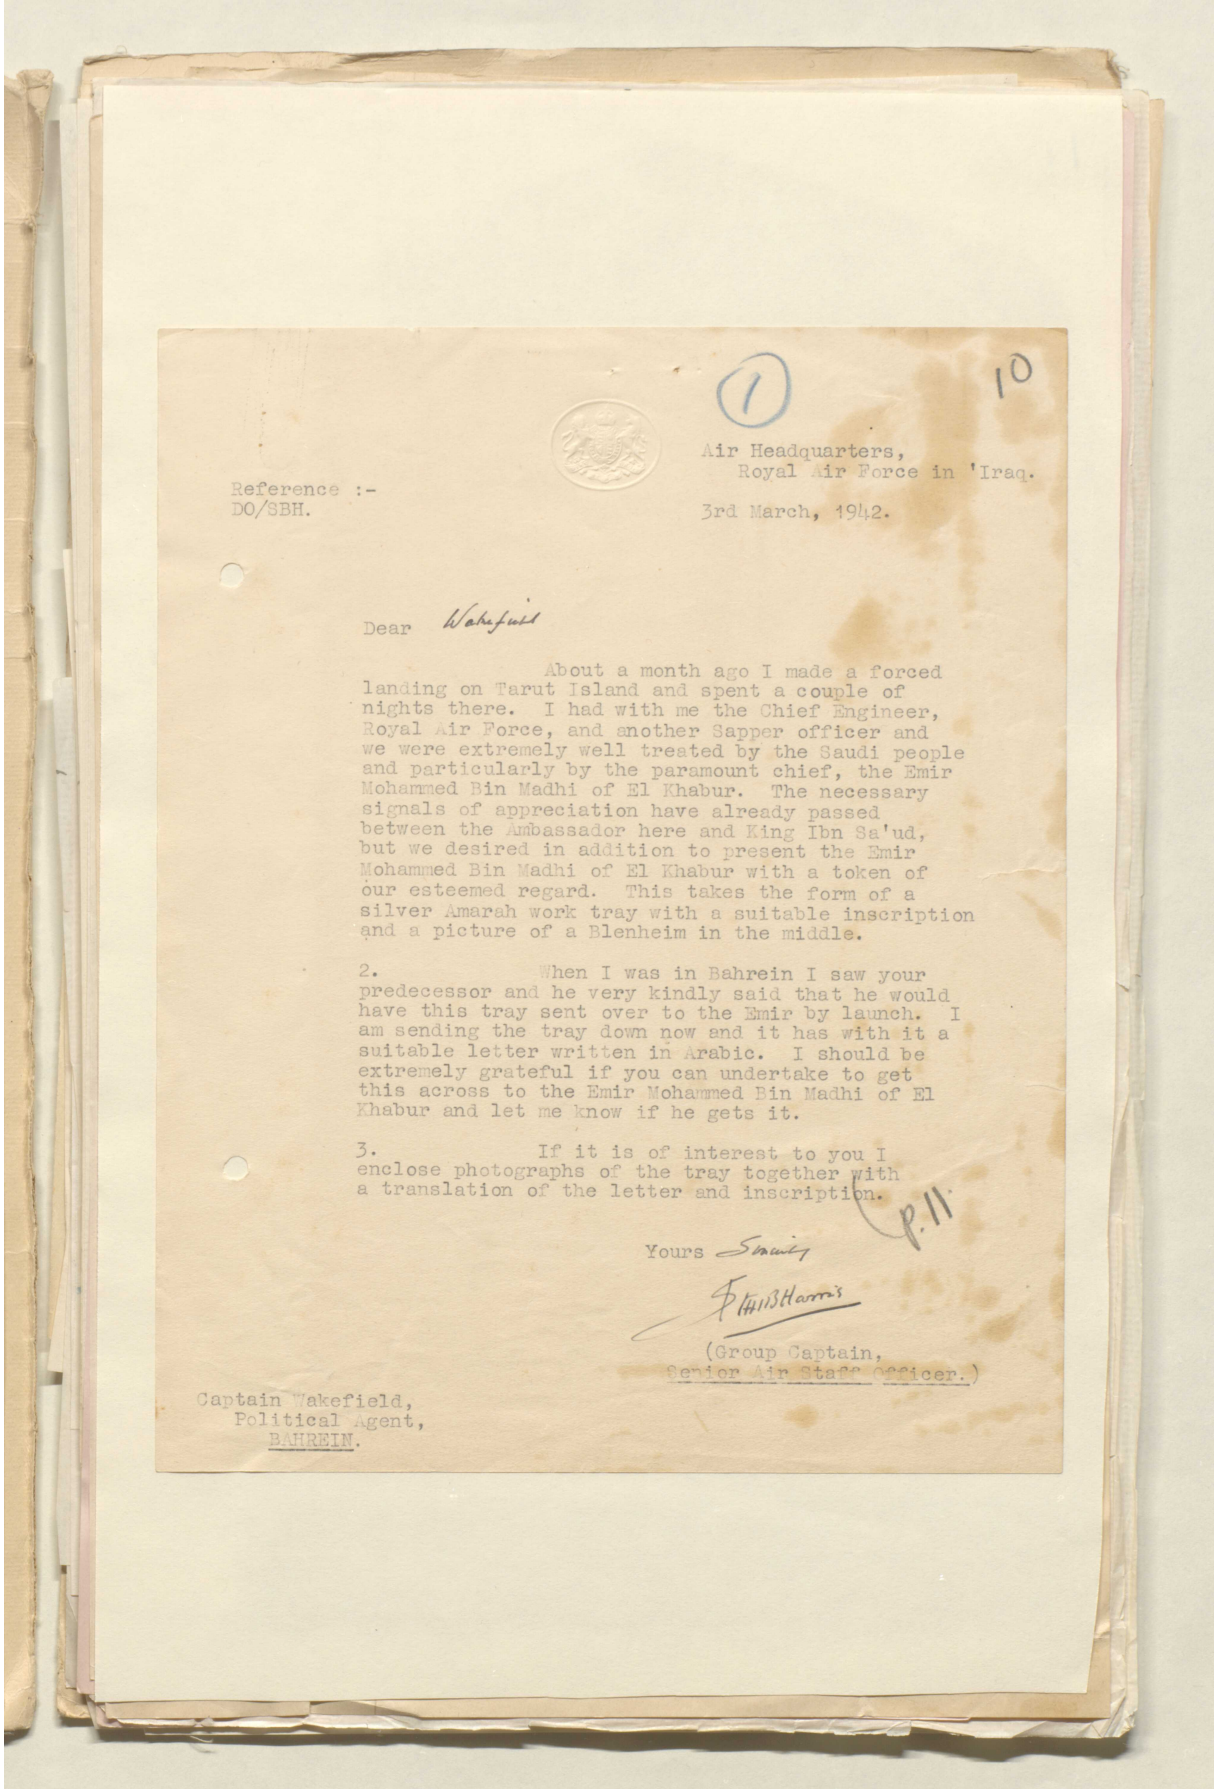 1
10
Air Headquarters,
Royal Air Force in 'Iraq.
Reference :-
DO/SBH.
3rd March, 1942.
Dear Wakefield
About a month ago I made a forced
landing on Tarut Island and spent a couple of
nights there. I had with me the Chief Engineer,
Royal Air Force, and another Sapper officer and
we were extremely well treated by the Saudi people
and particularly by the paramount chief, the Emir
Mohammed Bin Madhi of El Khabur. The necessary
signals of appreciation have already passed
between the Ambassador here and King Ibn Sa'ud,
but we desired in addition to present the Emir
Mohammed Bin Madhi of El Khabur with a token of
our esteemed regard. This takes the form of a
silver Amarah work tray with a suitable inscription
and a picture of a Blenheim in the middle.
2. When I was in Bahrein I saw your
predecessor and he very kindly said that he would
have this tray sent over to the Emir by launch. I
am sending the tray down now and it has with it a
suitable letter written in Arabic. I should be
extremely grateful if you can undertake to get
this across to the Emir Mohammed Bin Madhi of El
Khabur and let me know if he gets it.
3. If it is of interest to you I
enclose photographs of the tray together with
a translation of the letter and inscription.
p.11
Yours Sincerely
Harris
(Group Captain,
Senior Air Staff Officer.)
Captain Wakefield,
Political Agent,
BAHREIN.